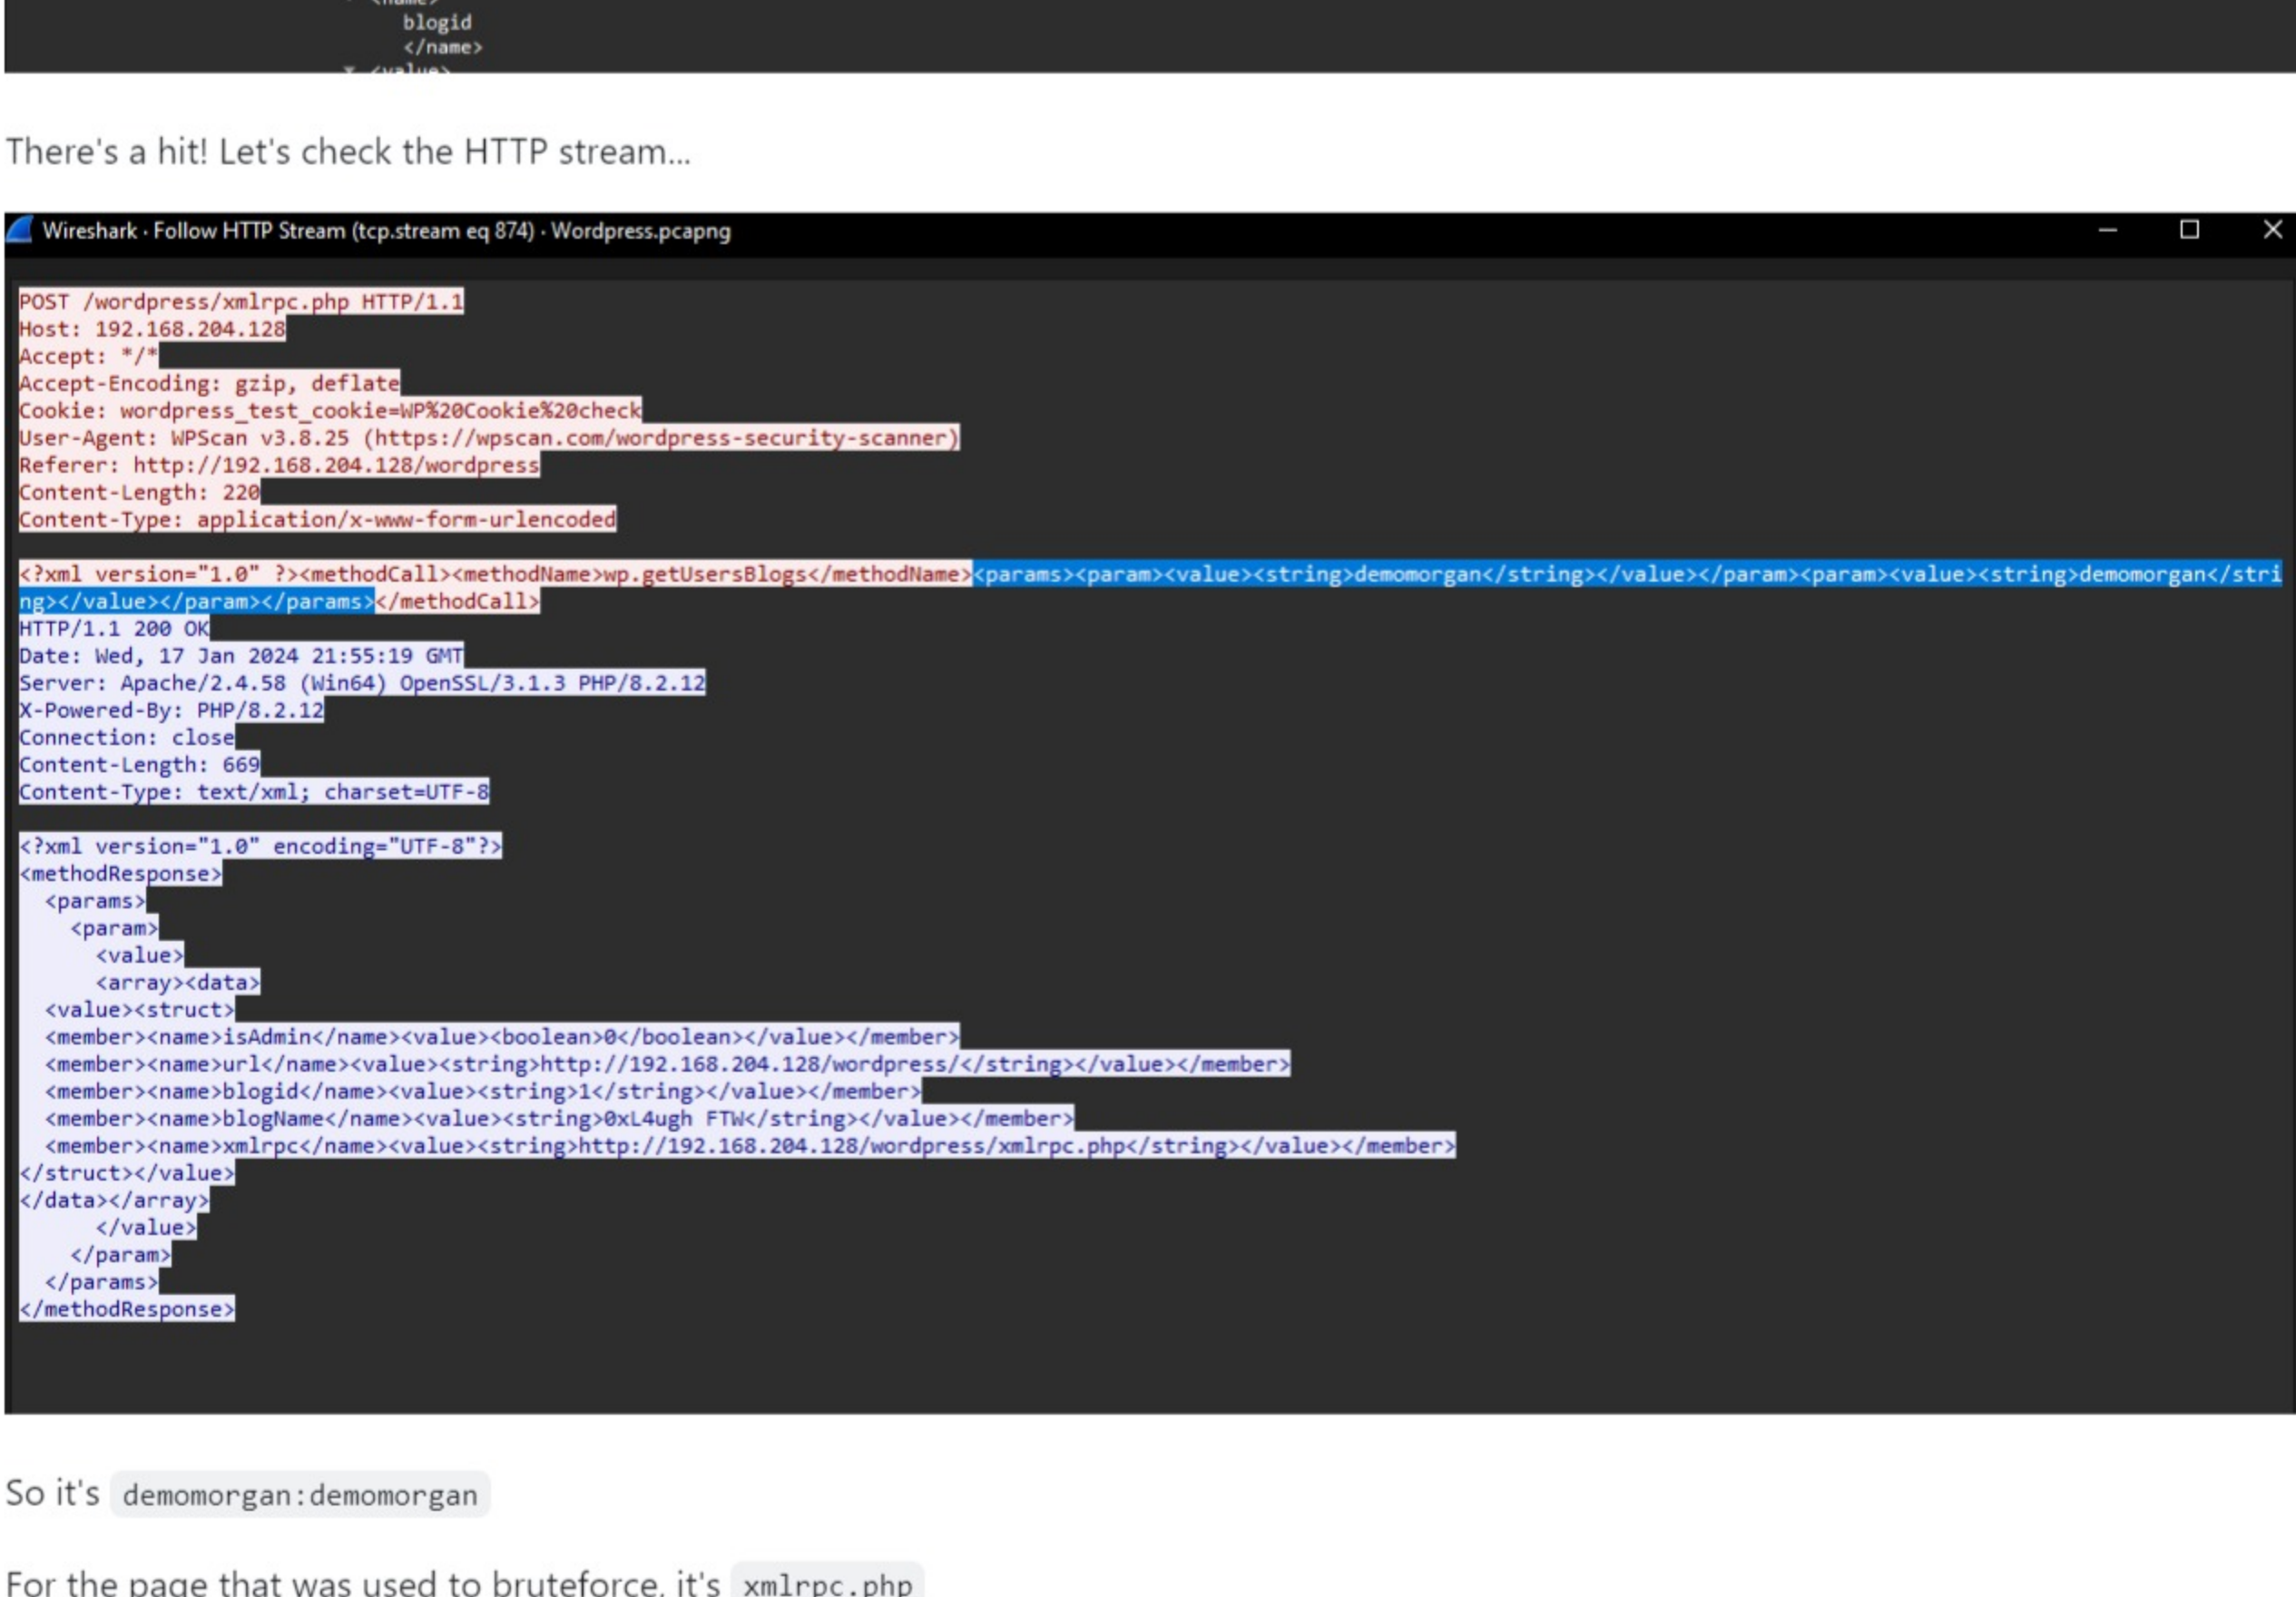 <name>
blogid
</name>
<value>
There's a hit! Let's check the HTTP stream...
Wireshark · Follow HTTP Stream (tcp.stream eq 874) · Wordpress.pcapng
POST /wordpress/xmlrpc.php HTTP/1.1
Host: 192.168.204.128
Accept: */*
Accept-Encoding: gzip, deflate
Cookie: wordpress_test_cookie=WP%20Cookie%20check
User-Agent: WPScan v3.8.25 (https://wpscan.com/wordpress-security-scanner)
Referer: http://192.168.204.128/wordpress
Content-Length: 220
Content-Type: application/x-www-form-urlencoded
<?xml version="1.0" ?><methodCall><methodName>wp.getUsersBlogs</methodName><params><param><value><string>demomorgan</string></value></param><param><value><string>demomorgan</stri
ng></value></param></params></methodCall>
HTTP/1.1 200 OK
Date: Wed, 17 Jan 2024 21:55:19 GMT
Server: Apache/2.4.58 (Win64) OpenSSL/3.1.3 PHP/8.2.12
X-Powered-By: PHP/8.2.12
Connection: close
Content-Length: 669
Content-Type: text/xml; charset=UTF-8
<?xml version="1.0" encoding="UTF-8"?>
<methodResponse>
<params>
<param>
<value>
<array><data>
<value><struct>
<member><name>isAdmin</name><value><boolean>0</boolean></value></member>
<member><name>url</name><value><string>http://192.168.204.128/wordpress/</string></value></member>
<member><name>blogid</name><value><string>1</string></value></member>
<member><name>blogName</name><value><string>0xL4ugh FTW</string></value></member>
<member><name>xmlrpc</name><value><string>http://192.168.204.128/wordpress/xmlrpc.php</string></value></member>
</struct></value>
</data></array>
</value>
</param>
</params>
</methodResponse>
So it's demomorgan:demomorgan
For the page that was used to bruteforce, it's xmlrpc.php